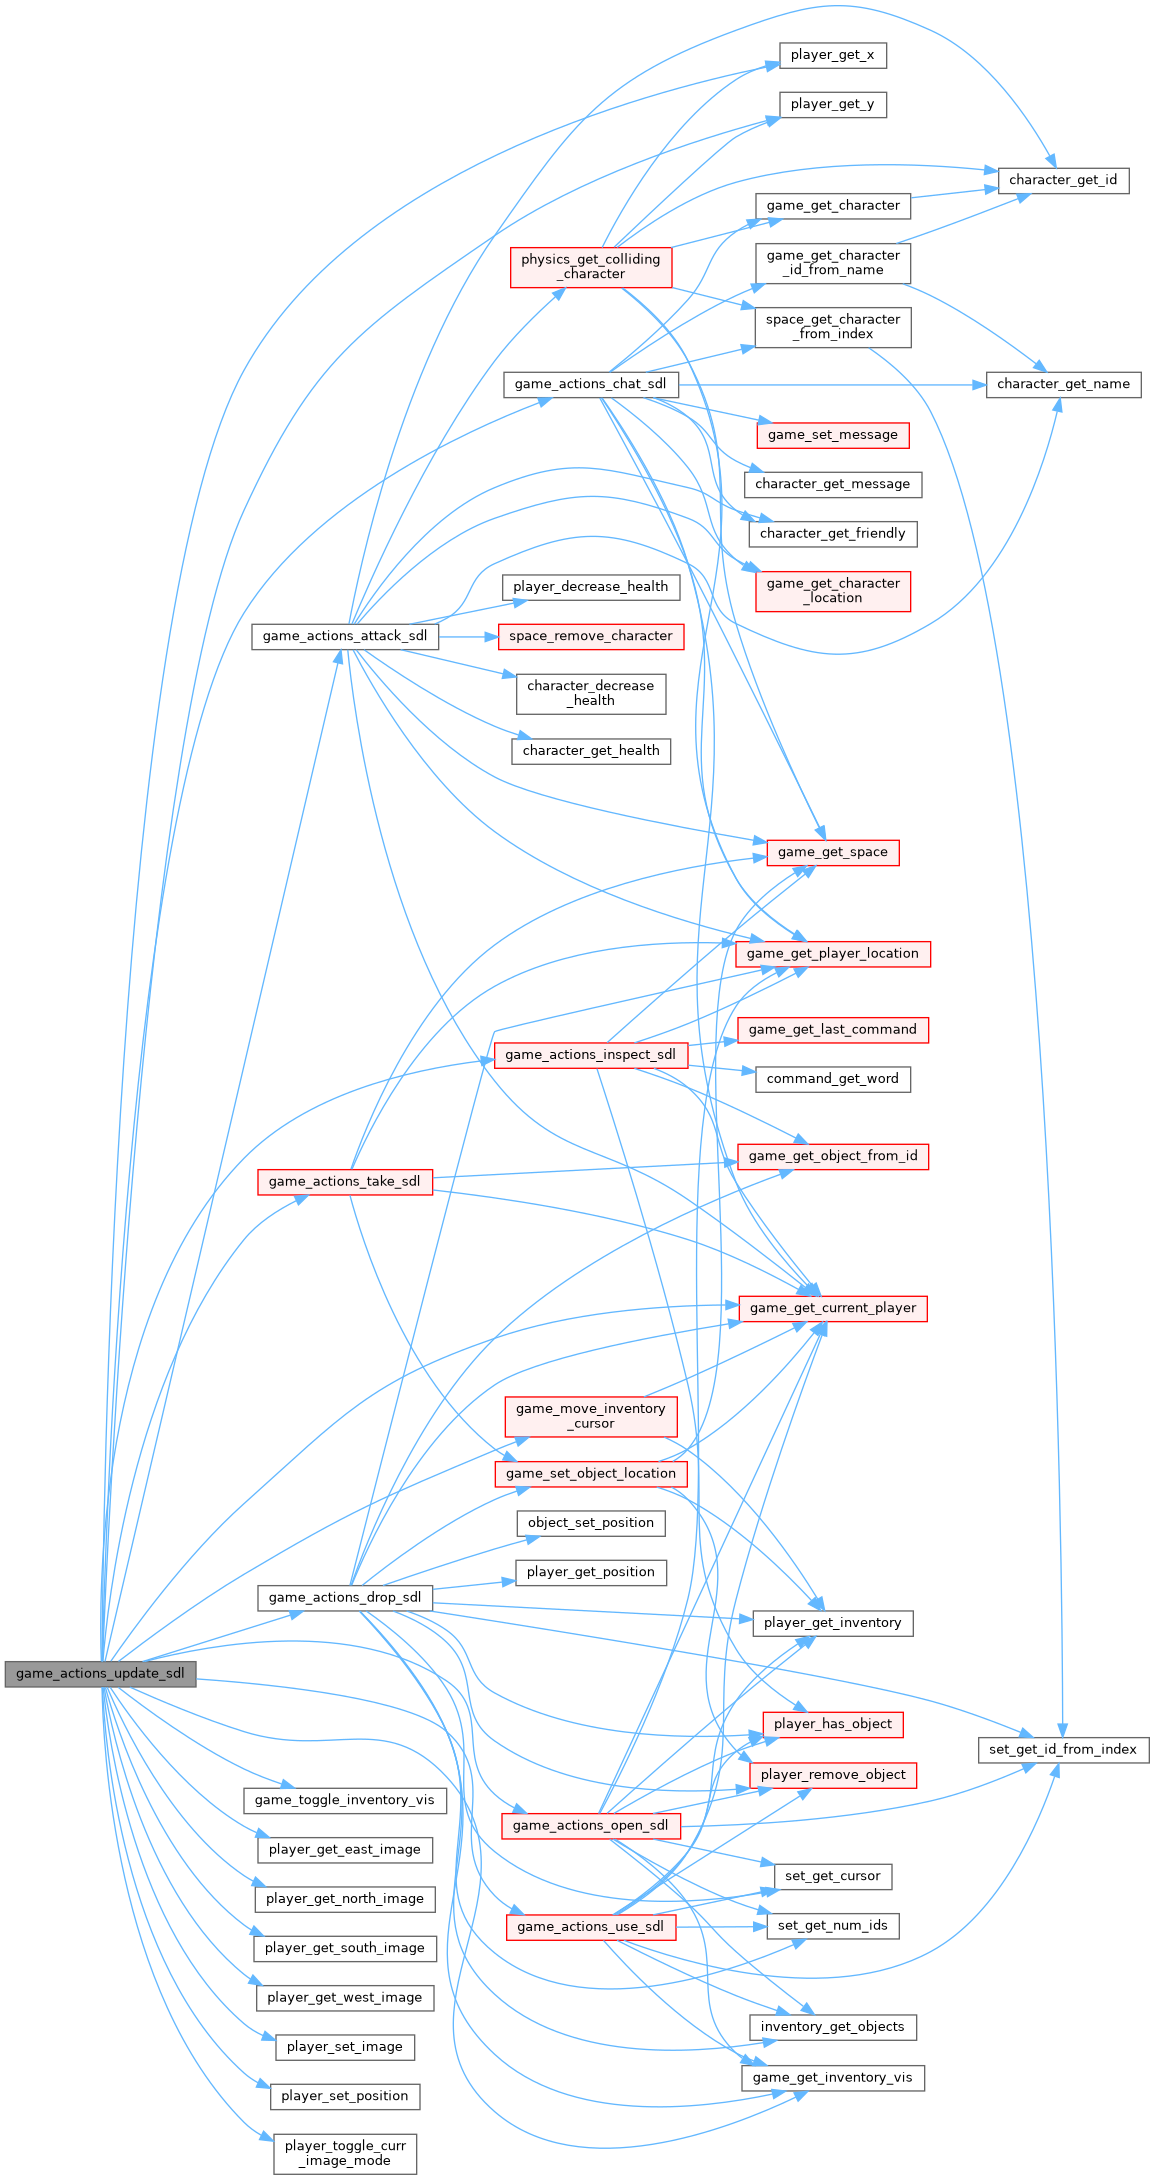 player_get_x
player_get_y
character_get_id
game_get_character
physics_get_colliding
_character
game_get_character
_id_from_name
space_get_character
_from_index
game_actions_chat_sdl
character_get_name
game_set_message
character_get_message
character_get_friendly
game_get_character
_location
player_decrease_health
game_actions_attack_sdl
space_remove_character
character_decrease
_health
character_get_health
game_get_space
game_get_player_location
game_get_last_command
game_actions_inspect_sdl
command_get_word
game_get_object_from_id
game_actions_take_sdl
game_get_current_player
game_move_inventory
_cursor
game_set_object_location
object_set_position
player_get_position
game_actions_drop_sdl
player_get_inventory
game_actions_update_sdl
player_has_object
set_get_id_from_index
player_remove_object
game_toggle_inventory_vis
game_actions_open_sdl
player_get_east_image
set_get_cursor
player_get_north_image
game_actions_use_sdl
set_get_num_ids
player_get_south_image
player_get_west_image
inventory_get_objects
player_set_image
game_get_inventory_vis
player_set_position
player_toggle_curr
_image_mode